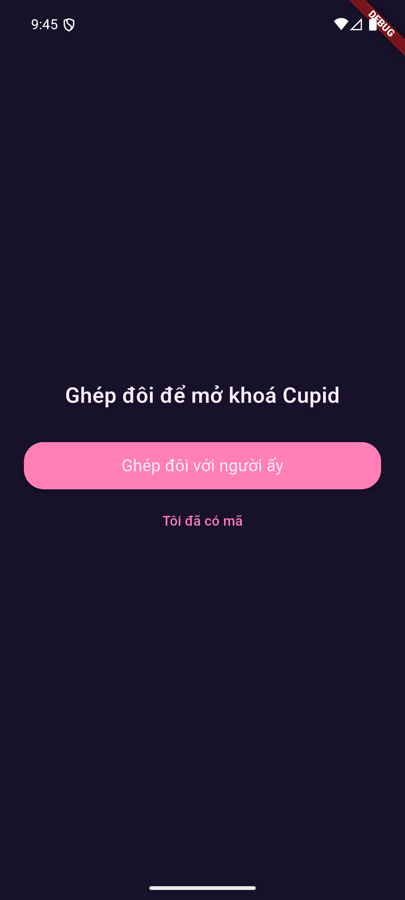 9:45
DEBUG
Ghép đôi để mở khoá Cupid
Ghép đôi với người ấy
Tôi đã có mã